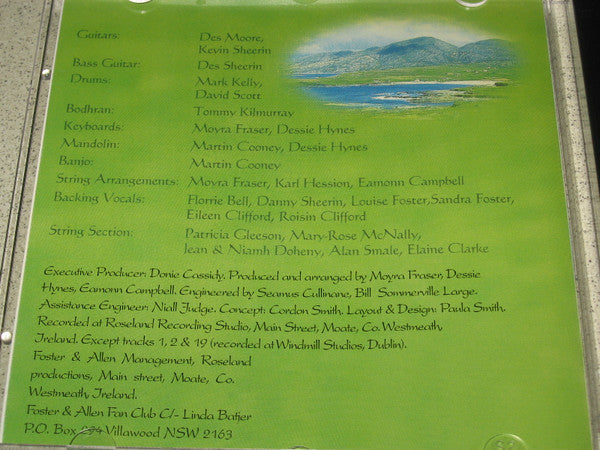 Guitars: Des Moore,
Kevin Sheerin
Bass Guitar: Des Sheerin
Drums: Mark Kelly,
David Scott
Bodhran: Tommy Kilmurray
Keyboards: Moyra Fraser, Dessie Hynes
Mandolin: Martin Cooney, Dessie Hynes
Banjo: Martin Cooney
String Arrangements: Moyra Fraser, Karl Hession, Eamonn Campbell
Backing Vocals: Florrie Bell, Danny Sheerin, Louise Foster,Sandra Foster,
Eileen Clifford, Roisin Clifford
String Section: Patricia Gleeson, Mary-Rose McNally,
Jean & Niamh Doheny, Alan Smale, Elaine Clarke
Executive Producer: Donie Cassidy. Produced and arranged by Moyra Fraser, Dessie
Hynes, Eamonn Campbell. Engineered by Seamus Cullinane, Bill Sommerville Large.
Assistance Engineer: Niall Judge. Concept: Gordon Smith. Layout & Design: Paula Smith.
Recorded at Roseland Recording Studio, Main Street, Moate, Co. Westmeath,
Ireland. Except tracks 1, 2 & 19 (recorded at Windmill Studios, Dublin).
Foster & Allen Management, Roseland
productions, Main street, Moate, Co.
Westmeath, Ireland.
Foster & Allen Fan Club C/- Linda Batjer
P.O. Box 294 Villawood NSW 2163